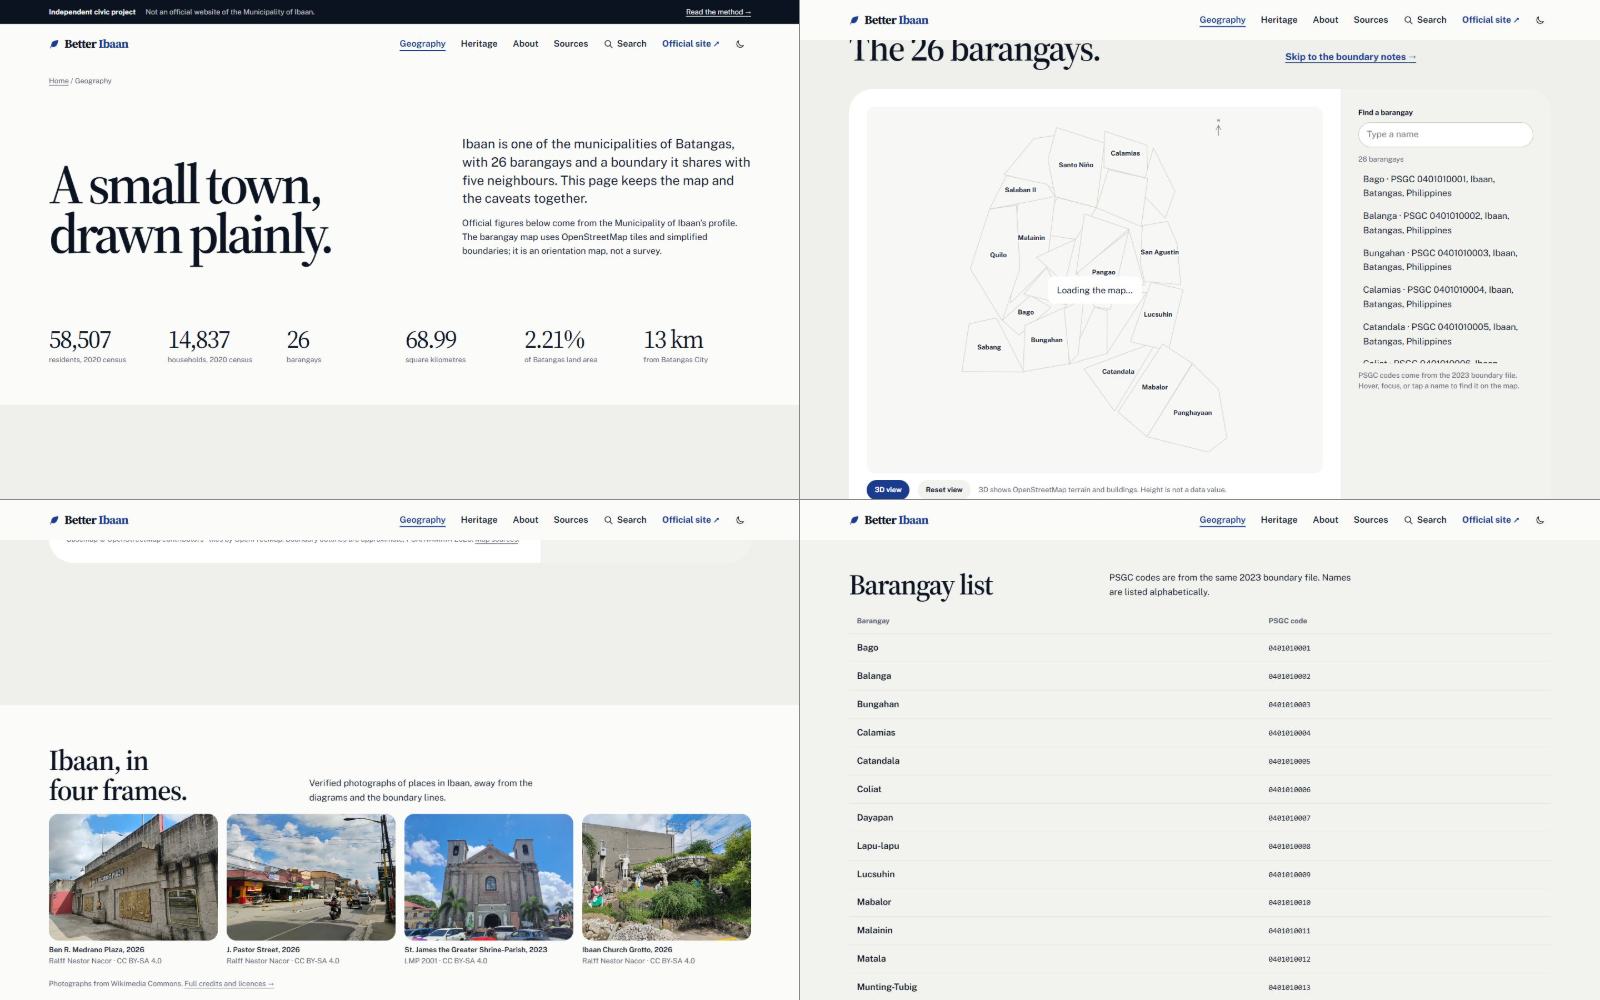 Independent civic project Not an official website of the Municipality of Ibaan. Read the method →
Better Ibaan Geography Heritage About Sources Search Official site ↗
Home / Geography
A small town,
drawn plainly.
Ibaan is one of the municipalities of Batangas,
with 26 barangays and a boundary it shares with
five neighbours. This page keeps the map and
the caveats together.
Official figures below come from the Municipality of Ibaan's profile.
The barangay map uses OpenStreetMap tiles and simplified
boundaries; it is an orientation map, not a survey.
58,507 14,837 26 68.99 2.21% 13 km
residents, 2020 census households, 2020 census barangays square kilometres of Batangas land area from Batangas City
Better Ibaan Geography Heritage About Sources Search Official site ↗
The 26 barangays.
Skip to the boundary notes →
N
Calamias
Santo Niño
Salaban II
Malainin
Quilo
San Agustin
Pangao
Loading the map...
Bago
Lucsuhin
Bungahan
Sabang
Catandala
Mabalor
Panghayaan
3D view Reset view 3D shows OpenStreetMap terrain and buildings. Height is not a data value.
Find a barangay
Type a name
26 barangays
Bago · PSGC 0401010001, Ibaan,
Batangas, Philippines
Balanga · PSGC 0401010002, Ibaan,
Batangas, Philippines
Bungahan · PSGC 0401010003, Ibaan,
Batangas, Philippines
Calamias · PSGC 0401010004, Ibaan,
Batangas, Philippines
Catandala · PSGC 0401010005, Ibaan,
Batangas, Philippines
Coliat · PSGC 0401010006, Ibaan,
PSGC codes come from the 2023 boundary file.
Hover, focus, or tap a name to find it on the map.
Better Ibaan Geography Heritage About Sources Search Official site ↗
Ibaan, in
four frames.
Verified photographs of places in Ibaan, away from the
diagrams and the boundary lines.
Ben R. Medrano Plaza, 2026
Ralff Nestor Nacor · CC BY-SA 4.0
J. Pastor Street, 2026
Ralff Nestor Nacor · CC BY-SA 4.0
St. James the Greater Shrine-Parish, 2023
LMP 2001 · CC BY-SA 4.0
Ibaan Church Grotto, 2026
Ralff Nestor Nacor · CC BY-SA 4.0
Photographs from Wikimedia Commons. Full credits and licences →
Better Ibaan Geography Heritage About Sources Search Official site ↗
Barangay list
PSGC codes are from the same 2023 boundary file. Names
are listed alphabetically.
Barangay PSGC code
Bago 0401010001
Balanga 0401010002
Bungahan 0401010003
Calamias 0401010004
Catandala 0401010005
Coliat 0401010006
Dayapan 0401010007
Lapu-lapu 0401010008
Lucsuhin 0401010009
Mabalor 0401010010
Malainin 0401010011
Matala 0401010012
Munting-Tubig 0401010013